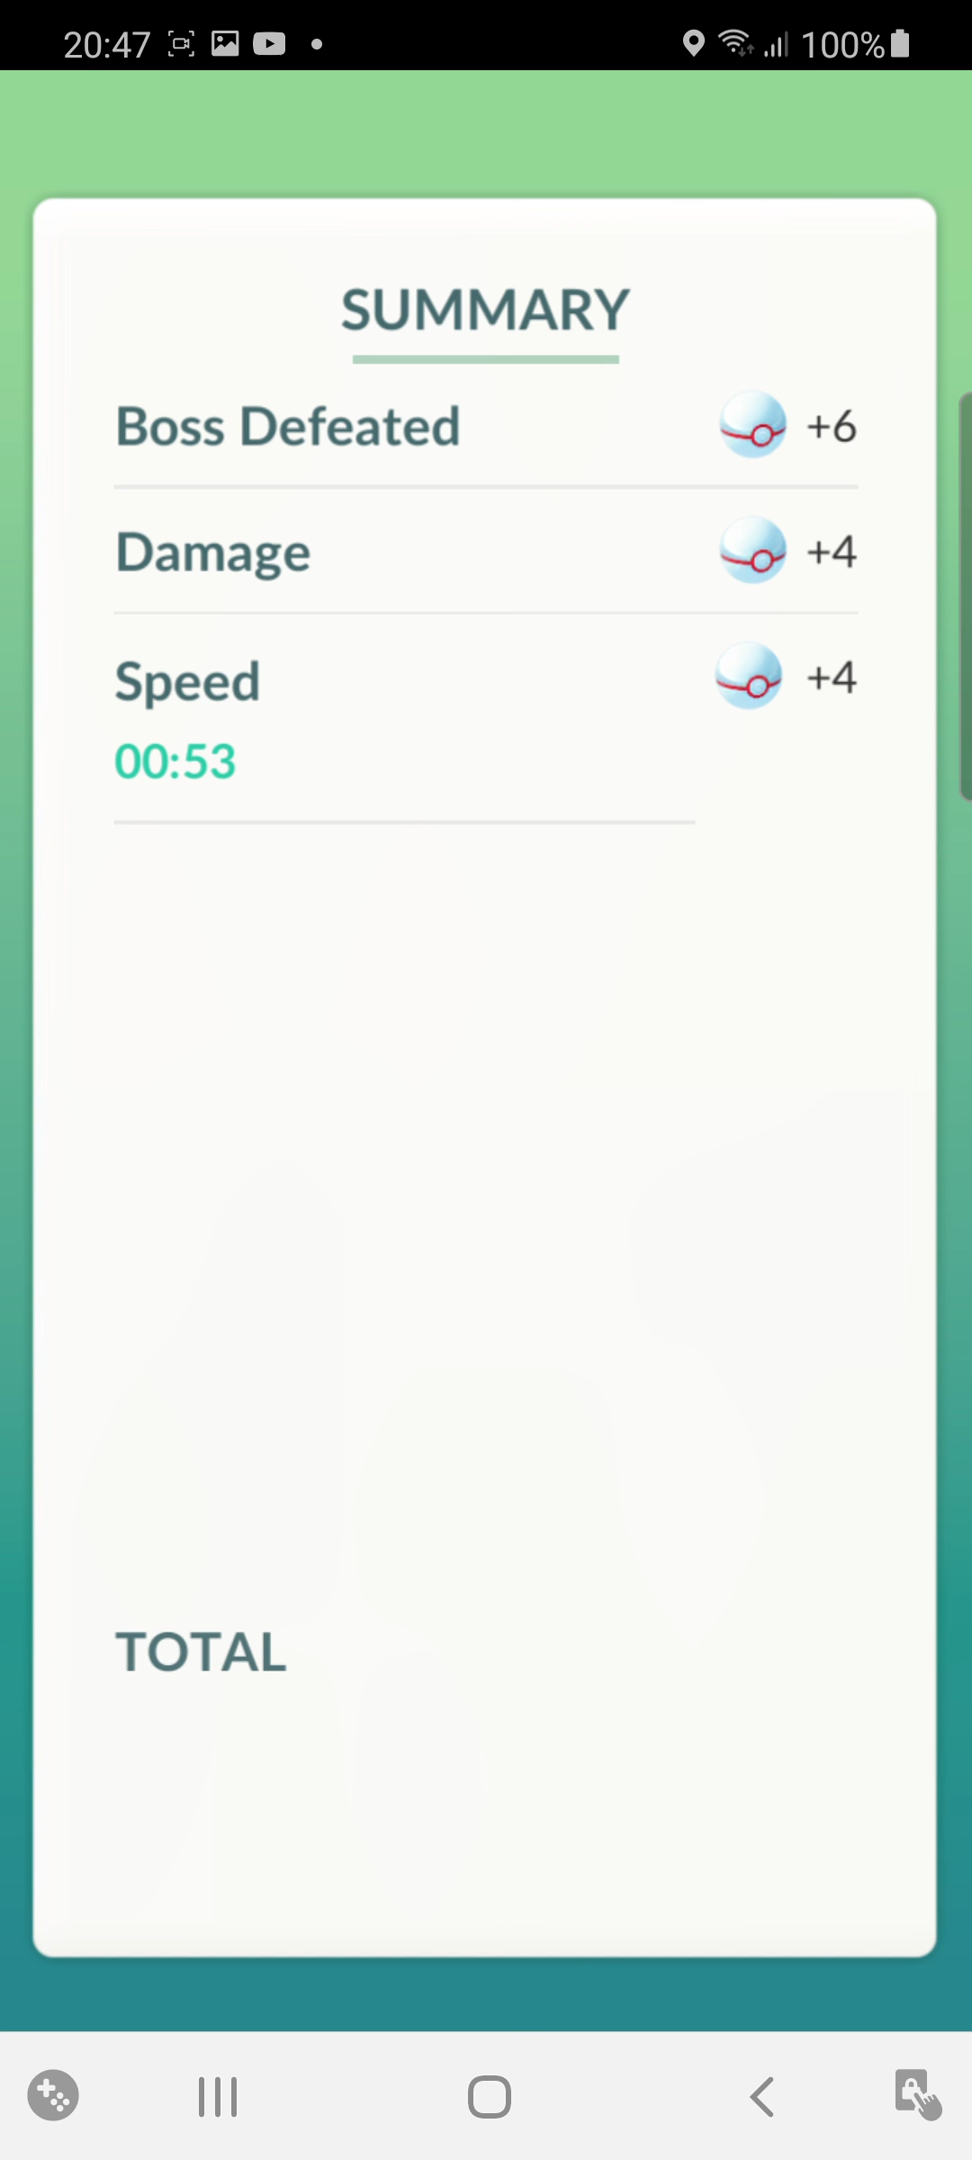 20:47 100%
SUMMARY
Boss Defeated +6
Damage +4
Speed +4
00:53
TOTAL